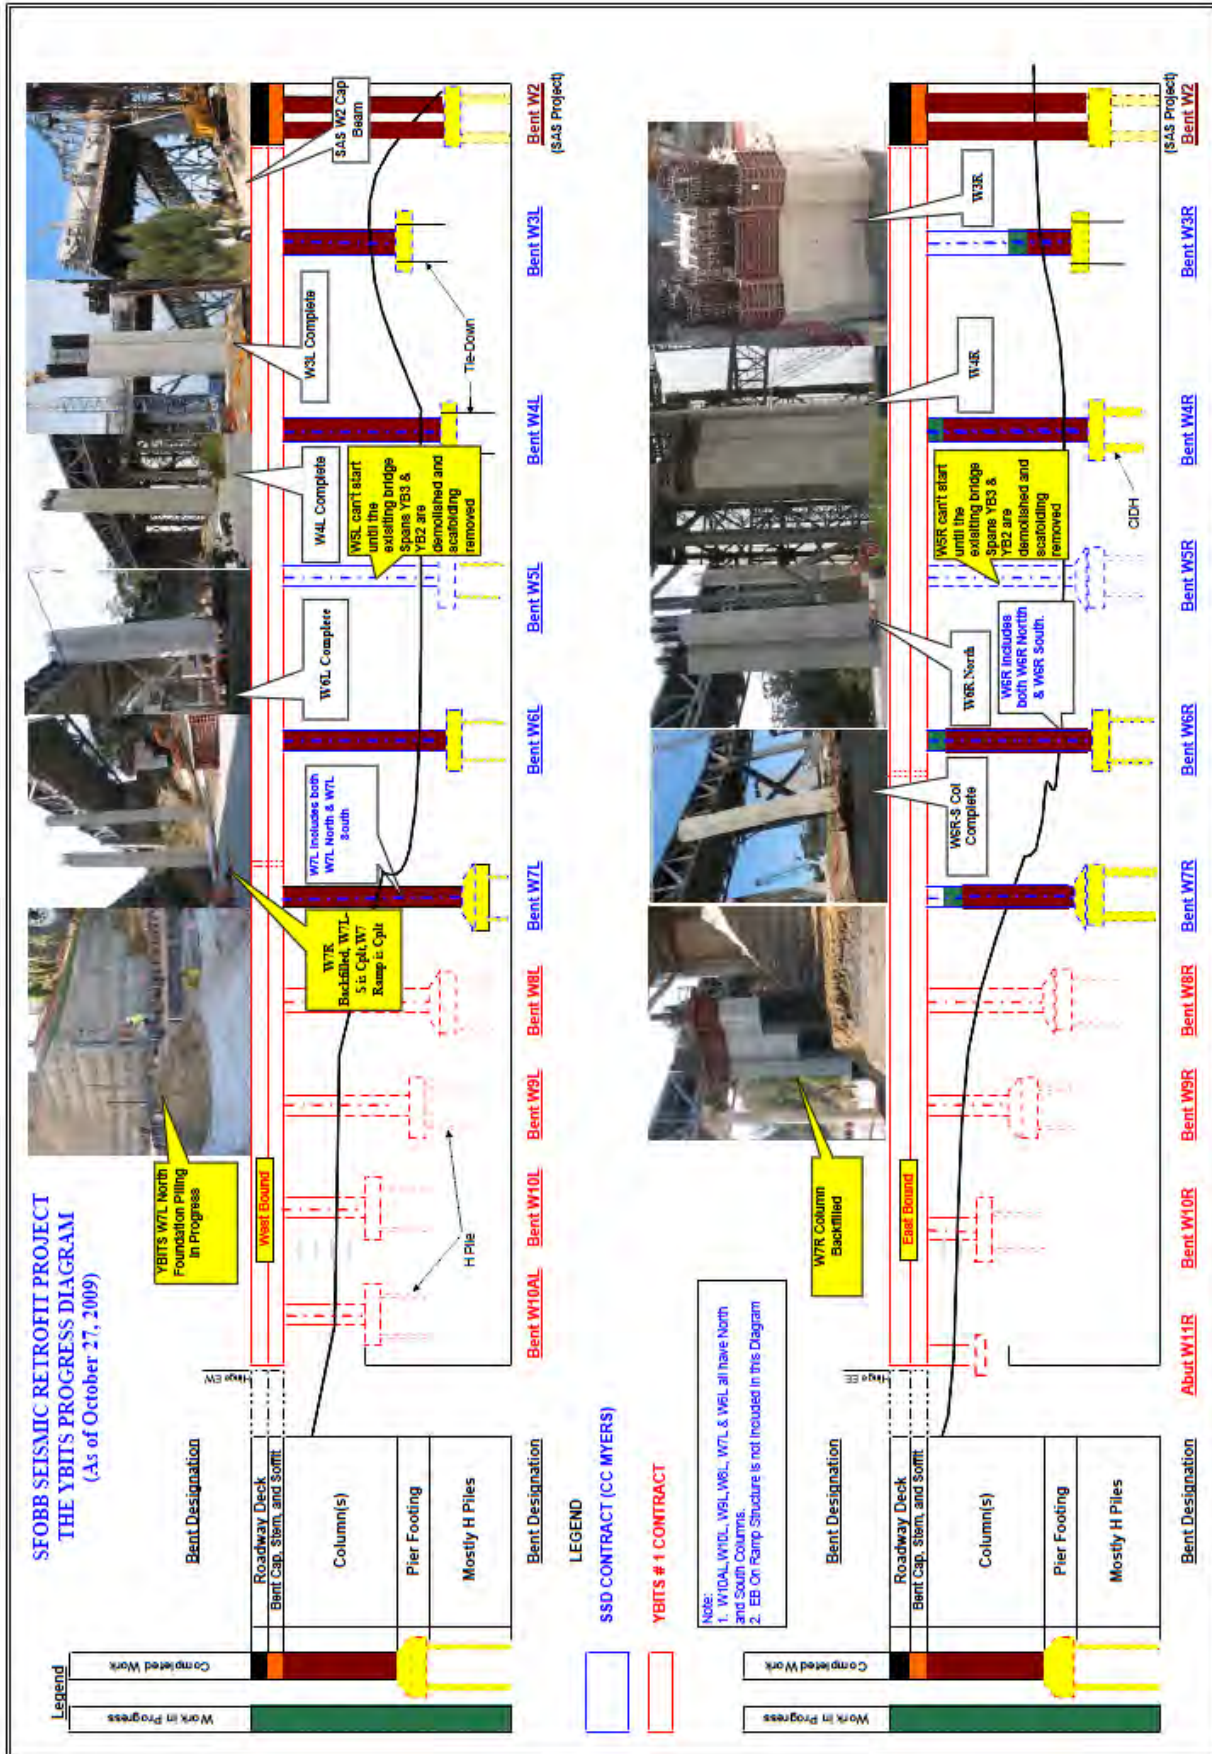 SFOBB SEISMIC RETROFIT PROJECT
THE YBITS PROGRESS DIAGRAM
(As of October 27, 2009)
YBITS W7L North
Foundation Piling
In Progress
W7R
Backfilled, W7L-
S is Cplt, W7
Ramp is Cplt
W7L Includes both
W7L North & W7L
South
W6L Complete
W5L can't start
until the
exisiting bridge
Spans YB3 &
YB2 are
demolished and
scafolding
removed
W4L Complete
W3L Complete
SAS W2 Cap
Beam
West Bound
Hinge EW
H Pile
Tie-Down
Legend
Work in Progress
Completed Work
Bent Designation
Roadway Deck
Bent Cap, Stem, and Soffit
Column(s)
Pier Footing
Mostly H Piles
Bent Designation
Bent W10AL
Bent W10L
Bent W9L
Bent W8L
Bent W7L
Bent W6L
Bent W5L
Bent W4L
Bent W3L
Bent W2
(SAS Project)
LEGEND
SSD CONTRACT (CC MYERS)
YBITS # 1 CONTRACT
Note:
1. W10AL,W10L, W9L,W8L, W7L & W6L all have North
and South Columns.
2. EB On Ramp Structure is not Included in this Diagram
W7R Column
Backfilled
W6R-S Col
Complete
W6R North
W6R Includes
both W6R North
& W6R South.
W5R can't start
until the
exisiting bridge
Spans YB3 &
YB2 are
demolished and
scafolding
removed
W4R
W3R
East Bound
Hinge EE
CIDH
Work in Progress
Completed Work
Bent Designation
Roadway Deck
Bent Cap, Stem, and Soffit
Column(s)
Pier Footing
Mostly H Piles
Bent Designation
Abut W11R
Bent W10R
Bent W9R
Bent W8R
Bent W7R
Bent W6R
Bent W5R
Bent W4R
Bent W3R
Bent W2
(SAS Project)